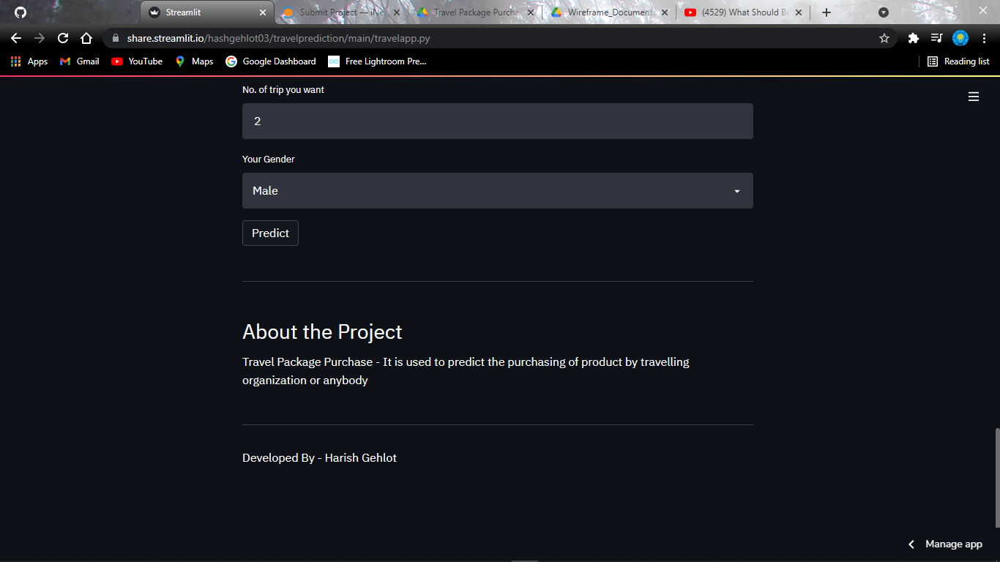 Streamlit
Submit Project — iNe
Travel Package Purcha
Wireframe_Document
(4529) What Should B
share.streamlit.io/hashgehlot03/travelprediction/main/travelapp.py
Apps
Gmail
YouTube
Maps
Google Dashboard
Free Lightroom Pre...
Reading list
No. of trip you want
2
Your Gender
Male
Predict
About the Project
Travel Package Purchase - It is used to predict the purchasing of product by travelling
organization or anybody
Developed By - Harish Gehlot
Manage app